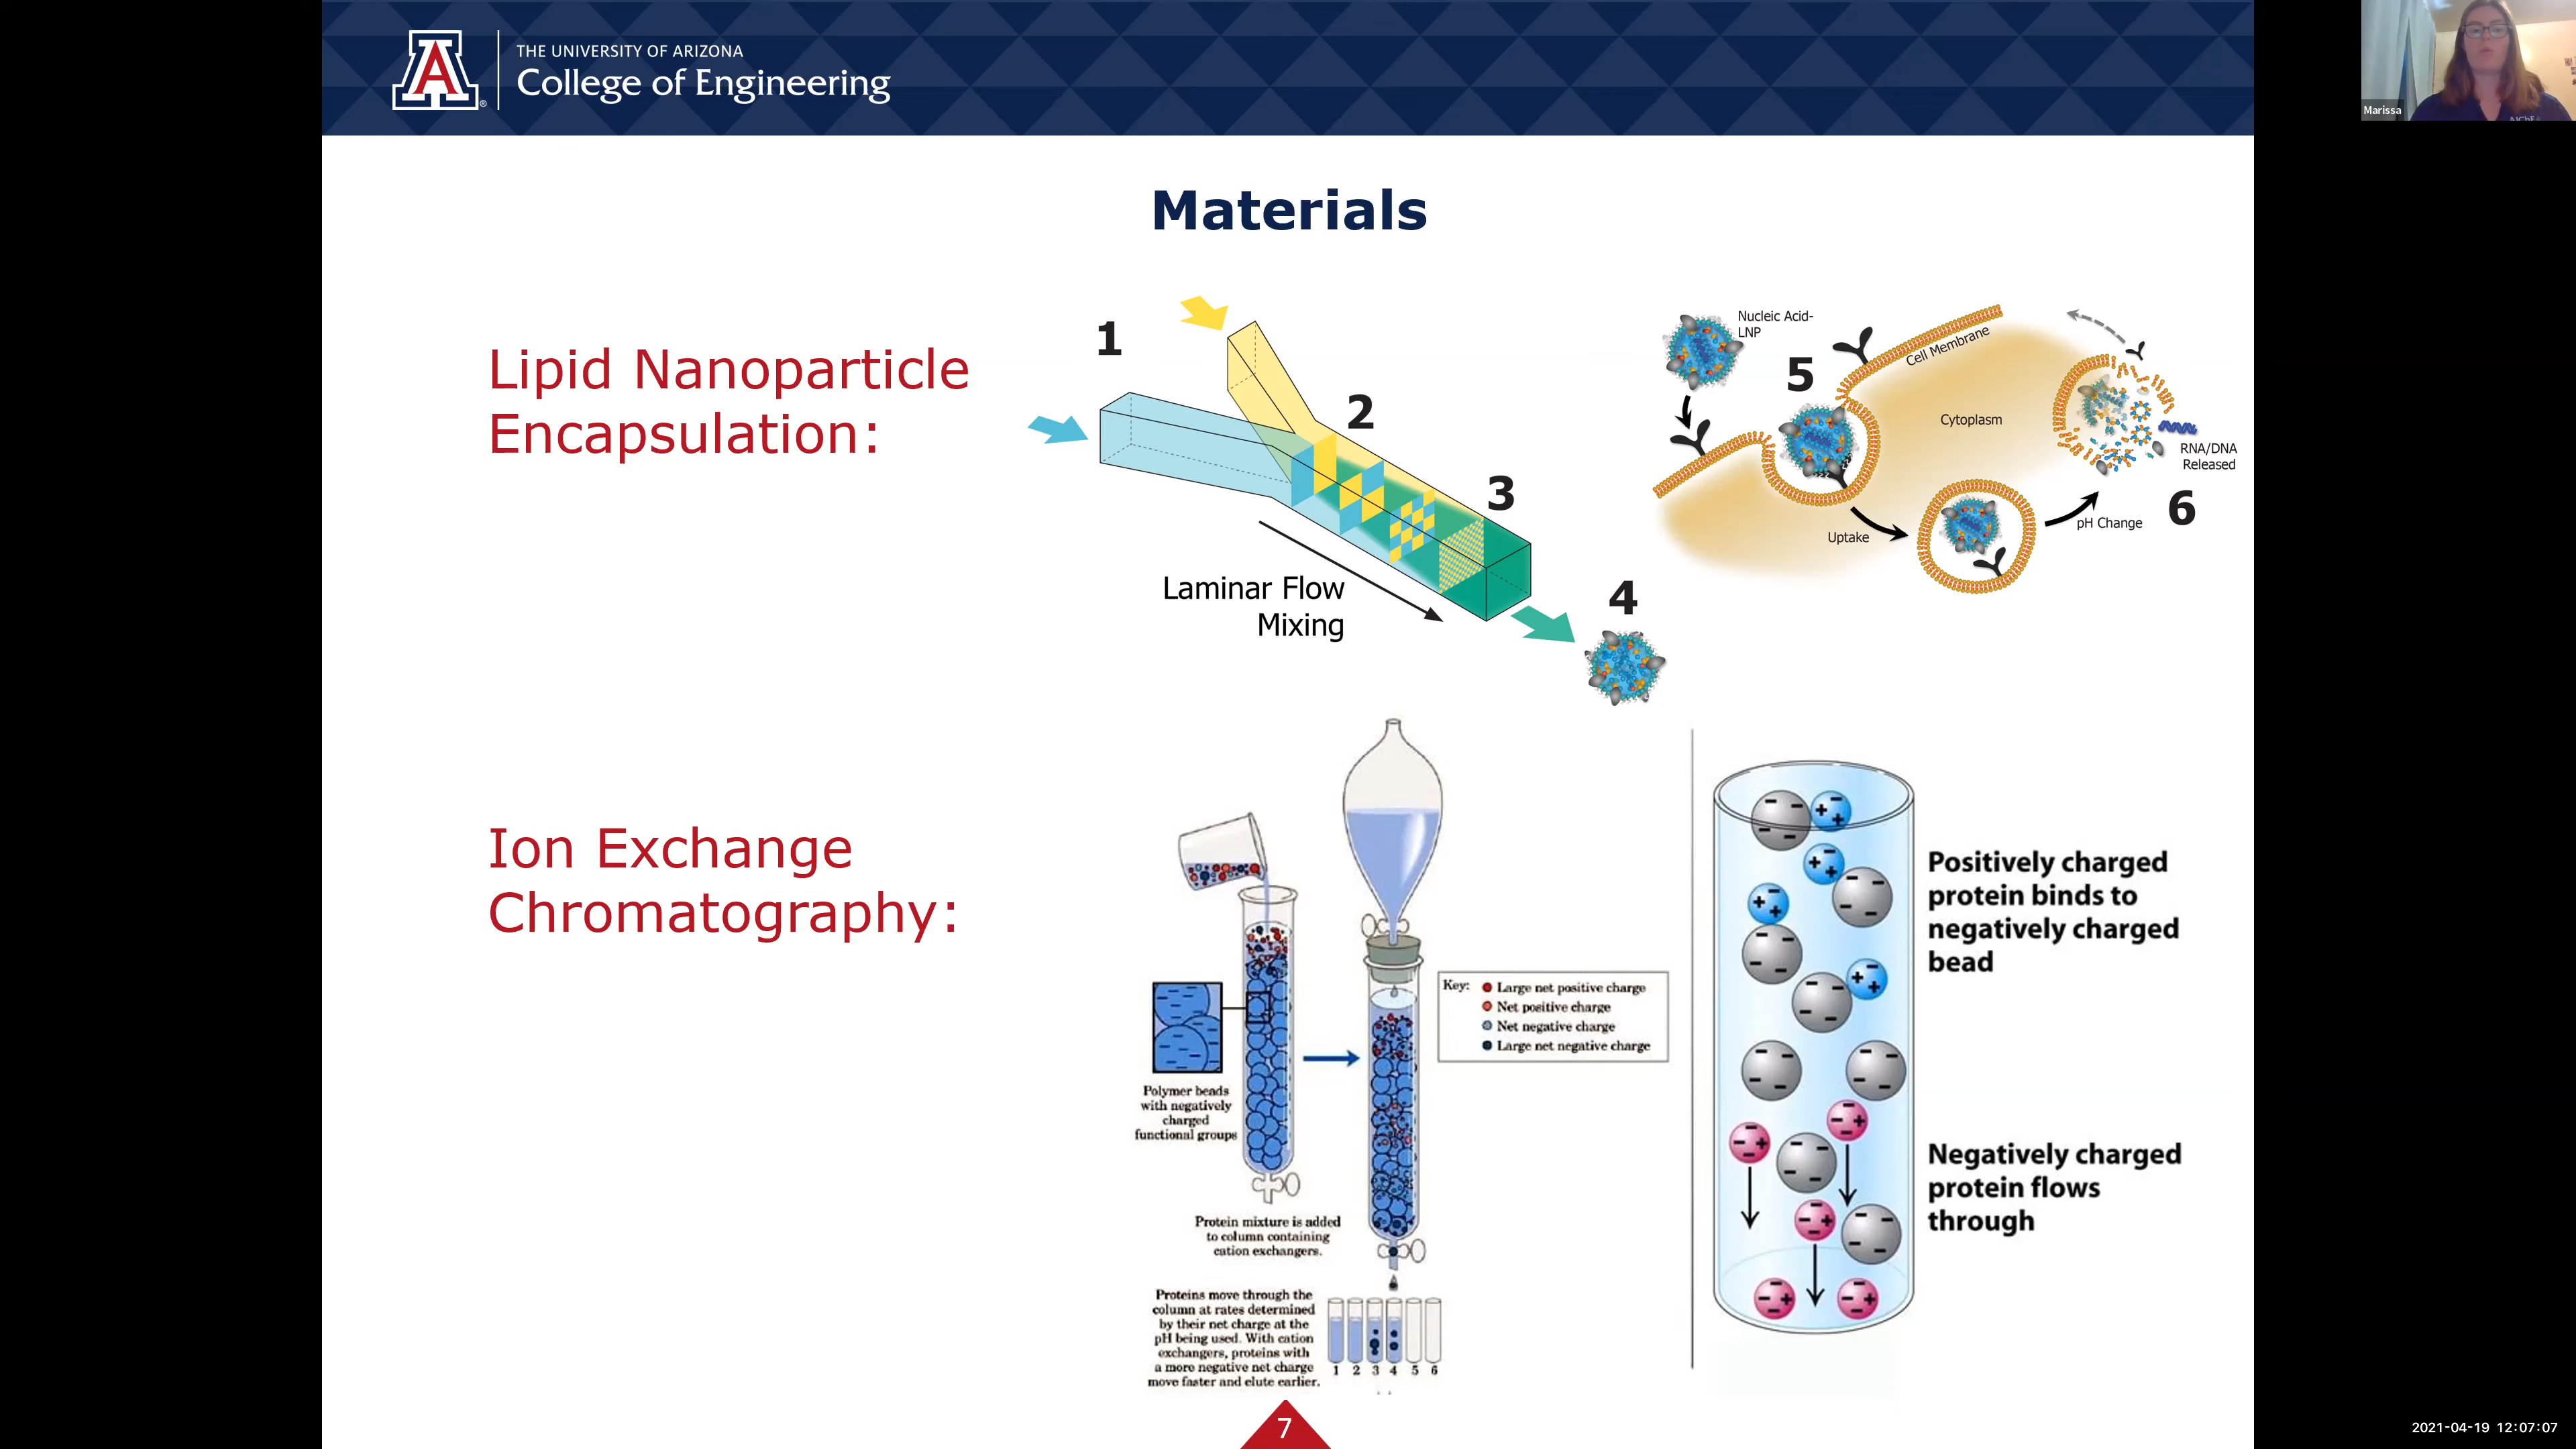 THE UNIVERSITY OF ARIZONA
College of Engineering
A
®
Marissa
AIChE
Materials
Lipid Nanoparticle
Encapsulation:
1
2
3
4
Laminar Flow
Mixing
Nucleic Acid-
LNP
5
Cell Membrane
Cytoplasm
RNA/DNA
Released
6
pH Change
Uptake
Ion Exchange
Chromatography:
Polymer beads
with negatively
charged
functional groups
Key:
Large net positive charge
Net positive charge
Net negative charge
Large net negative charge
Protein mixture is added
to column containing
cation exchangers.
Proteins move through the
column at rates determined
by their net charge at the
pH being used. With cation
exchangers, proteins with
a more negative net charge
move faster and elute earlier.
1 2 3 4 5 6
Positively charged
protein binds to
negatively charged
bead
Negatively charged
protein flows
through
7
2021-04-19 12:07:07